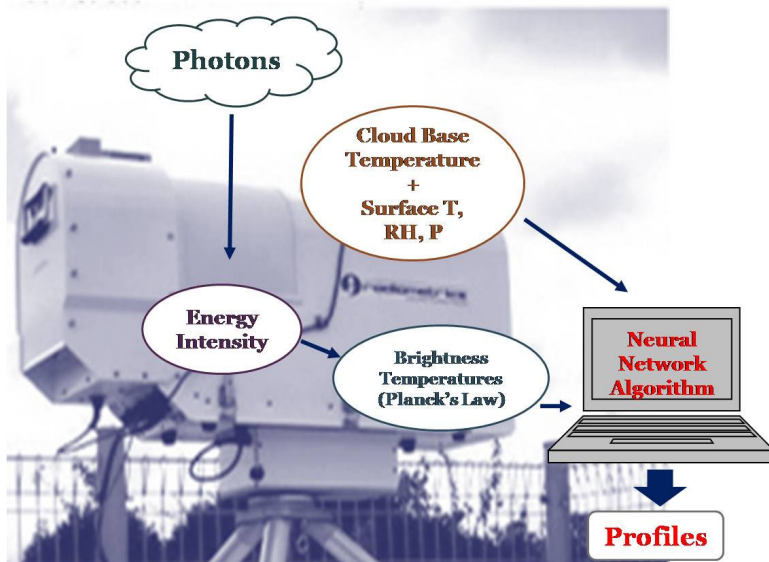 Photons
Cloud Base
Temperature
+
Surface T,
RH, P
radiometrics
Energy
Intensity
Brightness
Temperatures
(Planck's Law)
Neural
Network
Algorithm
Profiles